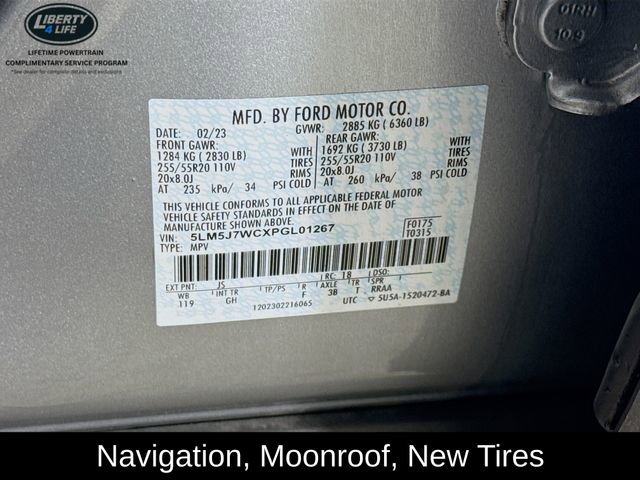 LIBERTY
4 LIFE
LIFETIME POWERTRAIN
COMPLIMENTARY SERVICE PROGRAM
*See dealer for complete details and exclusions
GTRH
10.9
MFD. BY FORD MOTOR CO.
DATE: 02/23 GVWR: 2885 KG ( 6360 LB)
FRONT GAWR: REAR GAWR:
1284 KG ( 2830 LB) WITH 1692 KG ( 3730 LB) WITH
255/55R20 110V TIRES 255/55R20 110V TIRES
20x8.0J RIMS 20x8.0J RIMS
AT 235 kPa/ 34 PSI COLD AT 260 kPa/ 38 PSI COLD
THIS VEHICLE CONFORMS TO ALL APPLICABLE FEDERAL MOTOR
VEHICLE SAFETY STANDARDS IN EFFECT ON THE DATE OF
MANUFACTURE SHOWN ABOVE.
VIN: 5LM5J7WCXPGL01267 F0175
TYPE: MPV T0315
EXT PNT: JS RC: 18 DSO:
WB INT TR TP/PS R AXLE TR SPR
119 GH F 3B T RRAA
1202302216065 UTC 5U5A-1520472-BA
Navigation, Moonroof, New Tires